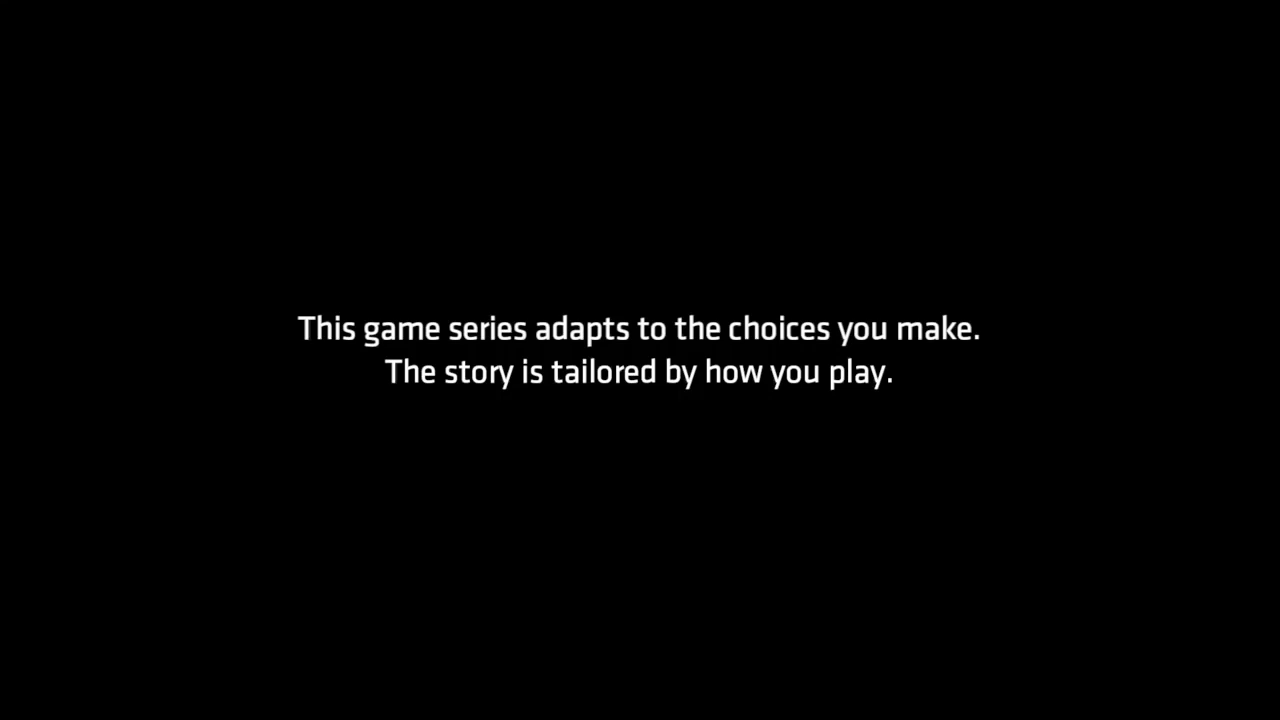 This game series adapts to the choices you make.
The story is tailored by how you play.